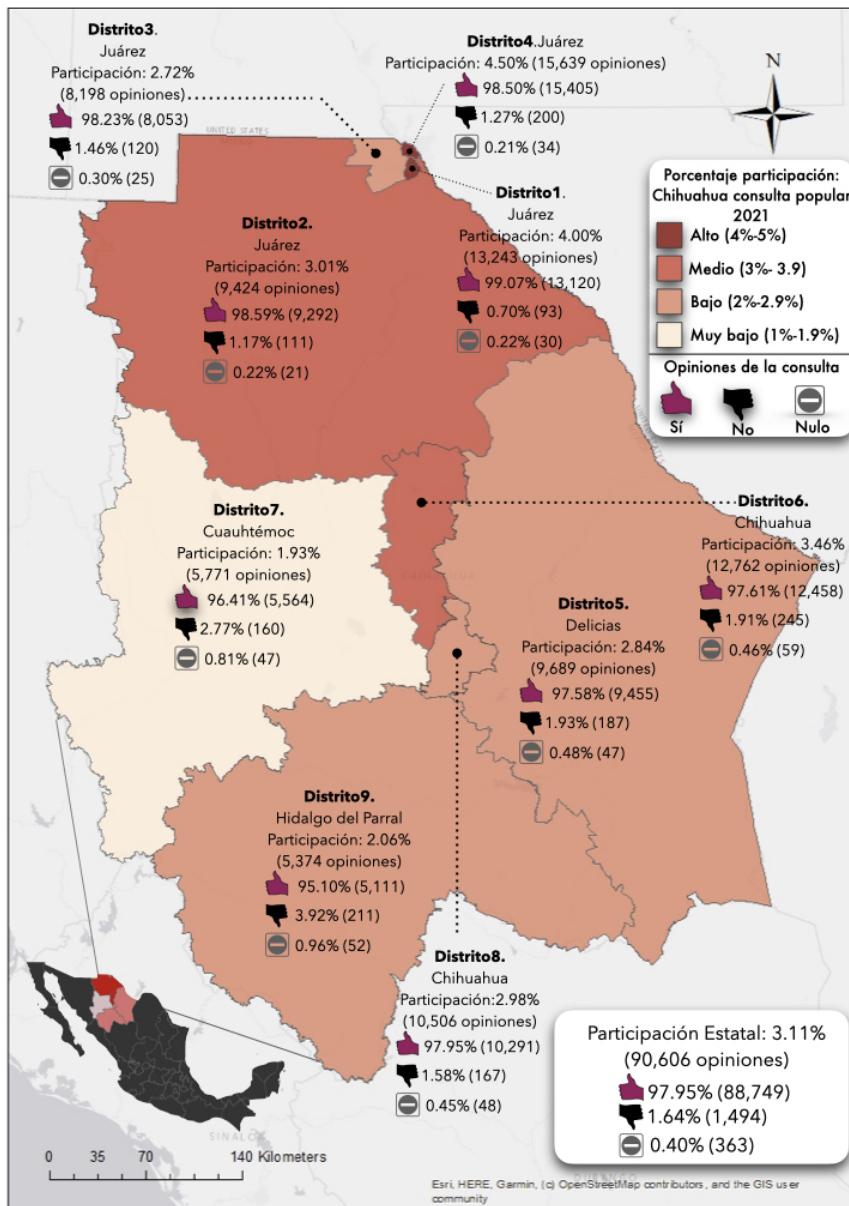 Distrito3.
Juárez
Participación: 2.72%
(8,198 opiniones)
98.23% (8,053)
1.46% (120)
0.30% (25)
Distrito4.Juárez
Participación: 4.50% (15,639 opiniones)
98.50% (15,405)
1.27% (200)
0.21% (34)
N
UNITED STATES
Distrito1.
Juárez
Participación: 4.00%
(13,243 opiniones)
99.07% (13,120)
0.70% (93)
0.22% (30)
Distrito2.
Juárez
Participación: 3.01%
(9,424 opiniones)
98.59% (9,292)
1.17% (111)
0.22% (21)
Porcentaje participación:
Chihuahua consulta popular
2021
Alto (4%-5%)
Medio (3%- 3.9)
Bajo (2%-2.9%)
Muy bajo (1%-1.9%)
Opiniones de la consulta
Sí
No
Nulo
Distrito7.
Cuauhtémoc
Participación: 1.93%
(5,771 opiniones)
96.41% (5,564)
2.77% (160)
0.81% (47)
Distrito6.
Chihuahua
Participación: 3.46%
(12,762 opiniones)
97.61% (12,458)
1.91% (245)
0.46% (59)
CHIHUAHUA
Distrito5.
Delicias
Participación: 2.84%
(9,689 opiniones)
97.58% (9,455)
1.93% (187)
0.48% (47)
Distrito9.
Hidalgo del Parral
Participación: 2.06%
(5,374 opiniones)
95.10% (5,111)
3.92% (211)
0.96% (52)
Distrito8.
Chihuahua
Participación:2.98%
(10,506 opiniones)
97.95% (10,291)
1.58% (167)
0.45% (48)
Participación Estatal: 3.11%
(90,606 opiniones)
97.95% (88,749)
1.64% (1,494)
0.40% (363)
SINALOA
DURANGO
0 35 70 140 Kilometers
Esri, HERE, Garmin, (c) OpenStreetMap contributors, and the GIS user
community